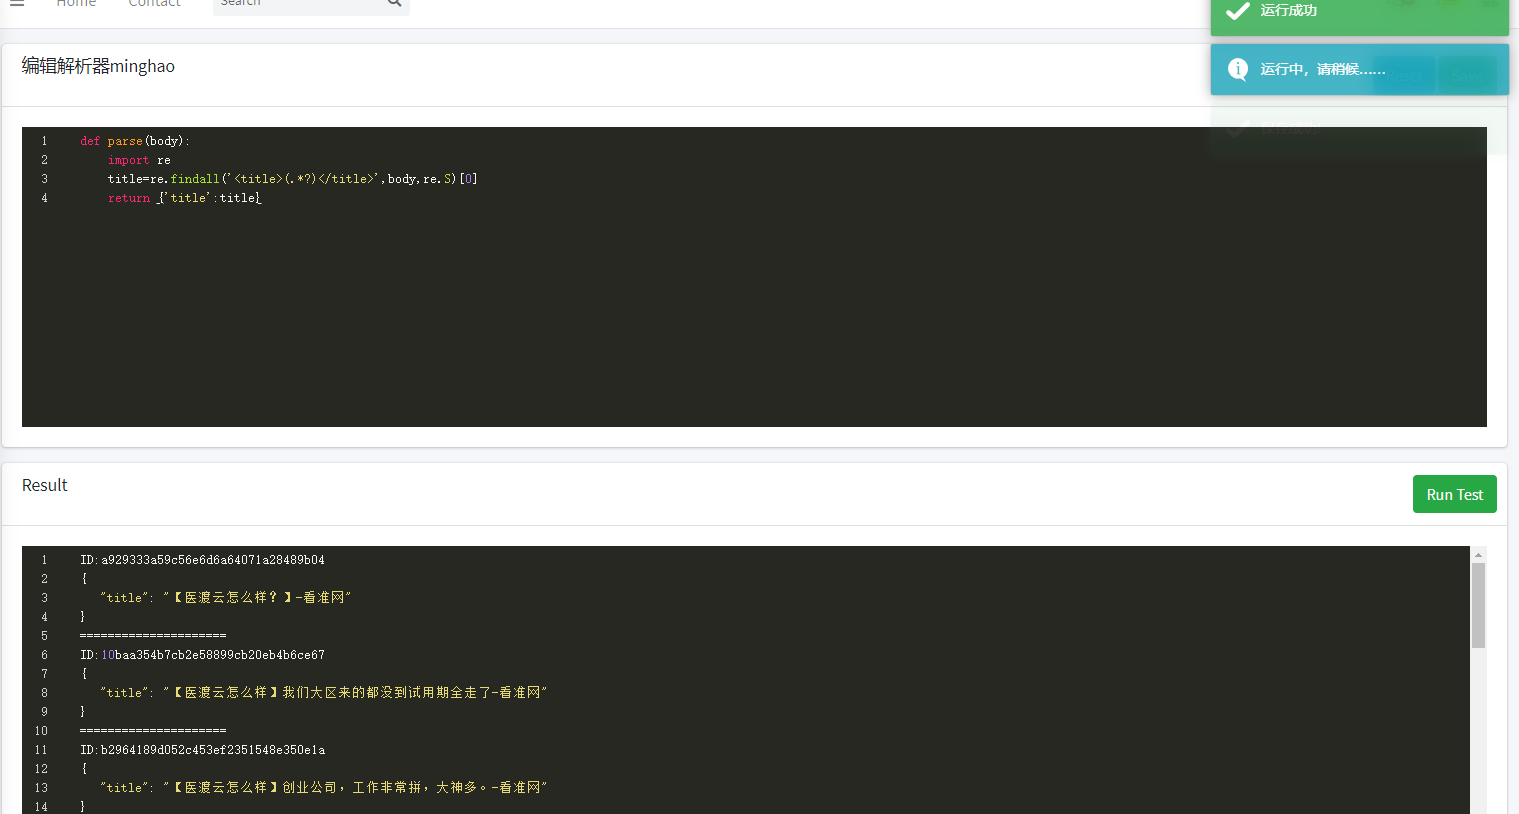 Home Contact Search
运行成功
编辑解析器minghao
运行中，请稍候......
1 def parse(body):
2 import re
3 title=re.findall('<title>(.*?)</title>',body,re.S)[0]
4 return {'title':title}
Result
Run Test
1 ID:a929333a59c56e6d6a64071a28489b04
2 {
3 "title": "【医渡云怎么样？】-看准网"
4 }
5 =====================
6 ID:10baa354b7cb2e58899cb20eb4b6ce67
7 {
8 "title": "【医渡云怎么样】我们大区来的都没到试用期全走了-看准网"
9 }
10 =====================
11 ID:b2964189d052c453ef2351548e350e1a
12 {
13 "title": "【医渡云怎么样】创业公司，工作非常拼，大神多。-看准网"
14 }